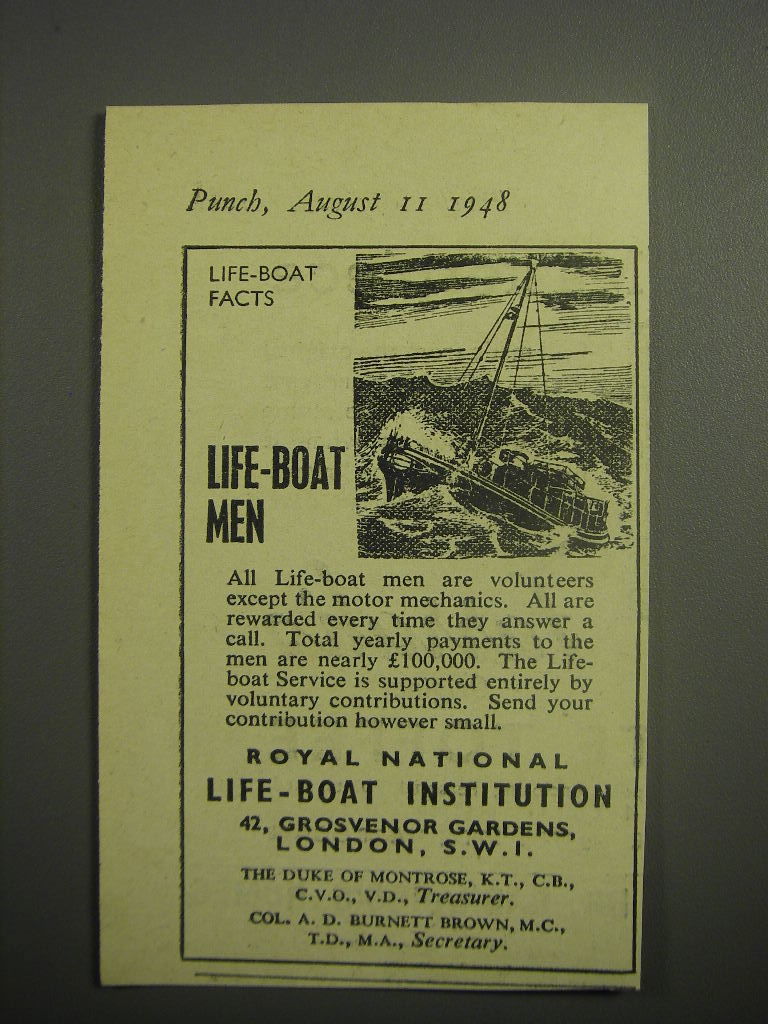 Punch, August 11 1948
LIFE-BOAT
FACTS
LIFE-BOAT
MEN
All Life-boat men are volunteers
except the motor mechanics. All are
rewarded every time they answer a
call. Total yearly payments to the
men are nearly £100,000. The Life-
boat Service is supported entirely by
voluntary contributions. Send your
contribution however small.
ROYAL NATIONAL
LIFE-BOAT INSTITUTION
42, GROSVENOR GARDENS,
LONDON, S.W.1.
THE DUKE OF MONTROSE, K.T., C.B.,
C.V.O., V.D., Treasurer.
COL. A. D. BURNETT BROWN, M.C.,
T.D., M.A., Secretary.